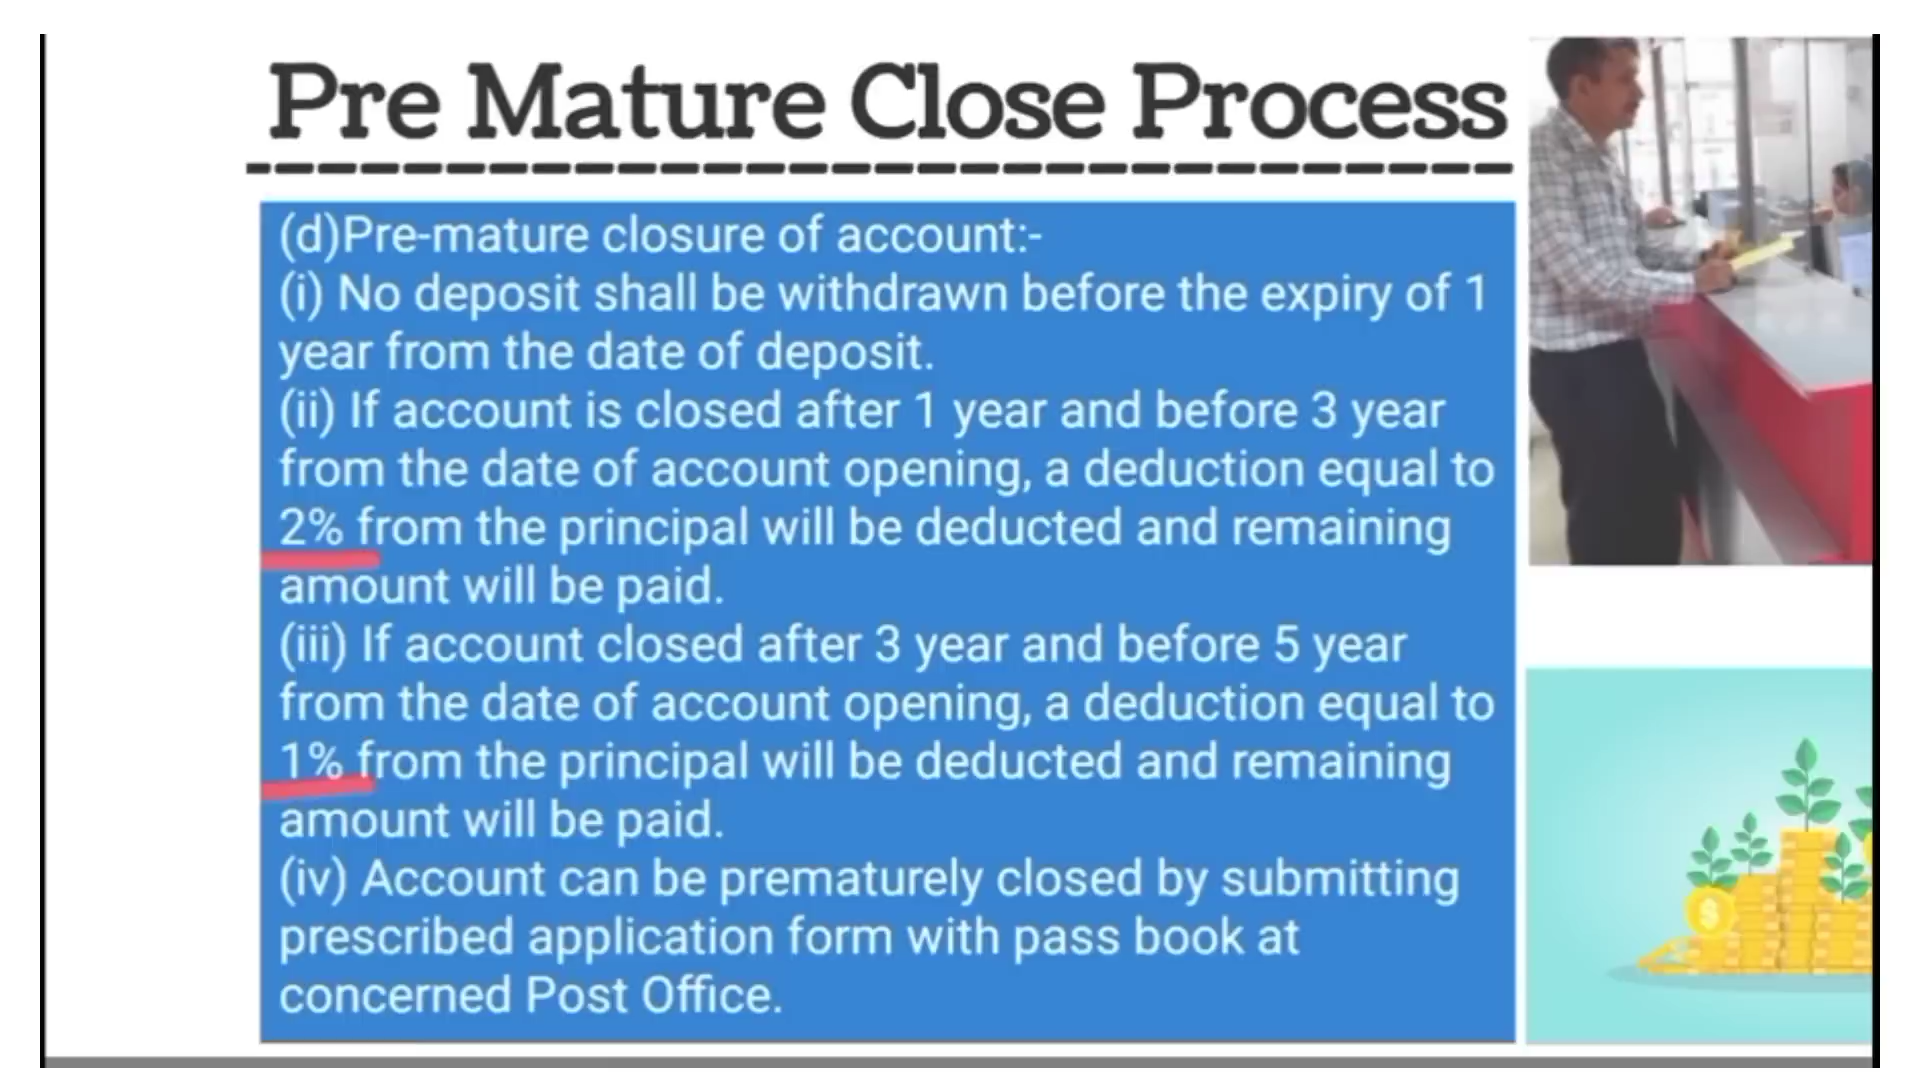 Pre Mature Close Process
(d)Pre-mature closure of account:-
(i) No deposit shall be withdrawn before the expiry of 1
year from the date of deposit.
(ii) If account is closed after 1 year and before 3 year
from the date of account opening, a deduction equal to
2% from the principal will be deducted and remaining
amount will be paid.
(iii) If account closed after 3 year and before 5 year
from the date of account opening, a deduction equal to
1% from the principal will be deducted and remaining
amount will be paid.
(iv) Account can be prematurely closed by submitting
prescribed application form with pass book at
concerned Post Office.